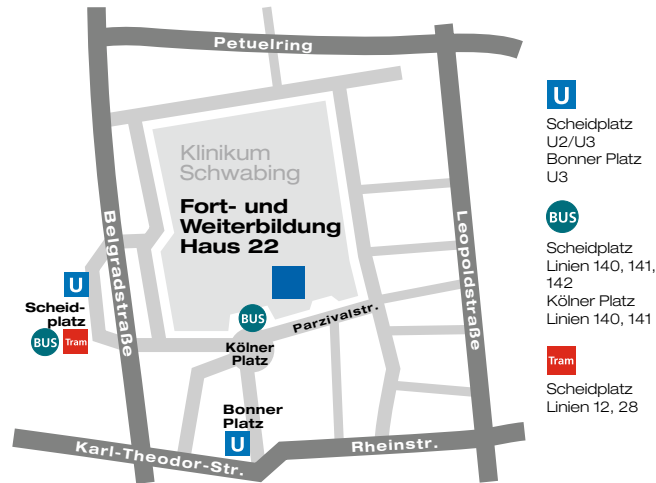 Petuelring
Klinikum
Schwabing
Fort- und
Weiterbildung
Haus 22
Belgradstraße
Leopoldstraße
U
Scheid-
platz
BUS
Tram
BUS
Kölner
Platz
Parzivalstr.
Bonner
Platz
U
Karl-Theodor-Str.
Rheinstr.
U
Scheidplatz
U2/U3
Bonner Platz
U3
BUS
Scheidplatz
Linien 140, 141,
142
Kölner Platz
Linien 140, 141
Tram
Scheidplatz
Linien 12, 28